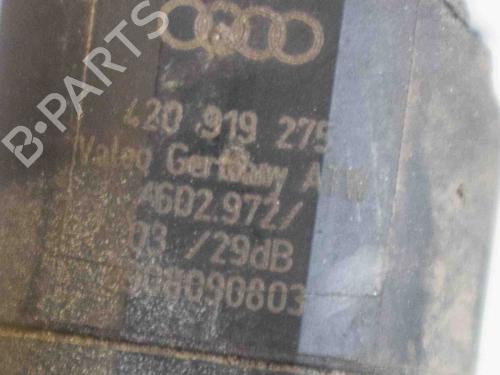 B-PARTS
420 919 275
Valeo Germany
4602.972/
03 /29dB